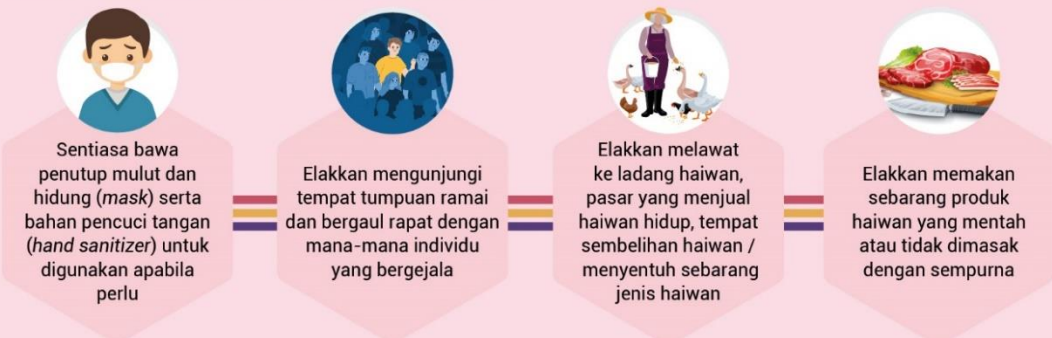 Sentiasa bawa
penutup mulut dan
hidung (mask) serta
bahan pencuci tangan
(hand sanitizer) untuk
digunakan apabila
perlu
Elakkan mengunjungi
tempat tumpuan ramai
dan bergaul rapat dengan
mana-mana individu
yang bergejala
Elakkan melawat
ke ladang haiwan,
pasar yang menjual
haiwan hidup, tempat
sembelihan haiwan /
menyentuh sebarang
jenis haiwan
Elakkan memakan
sebarang produk
haiwan yang mentah
atau tidak dimasak
dengan sempurna